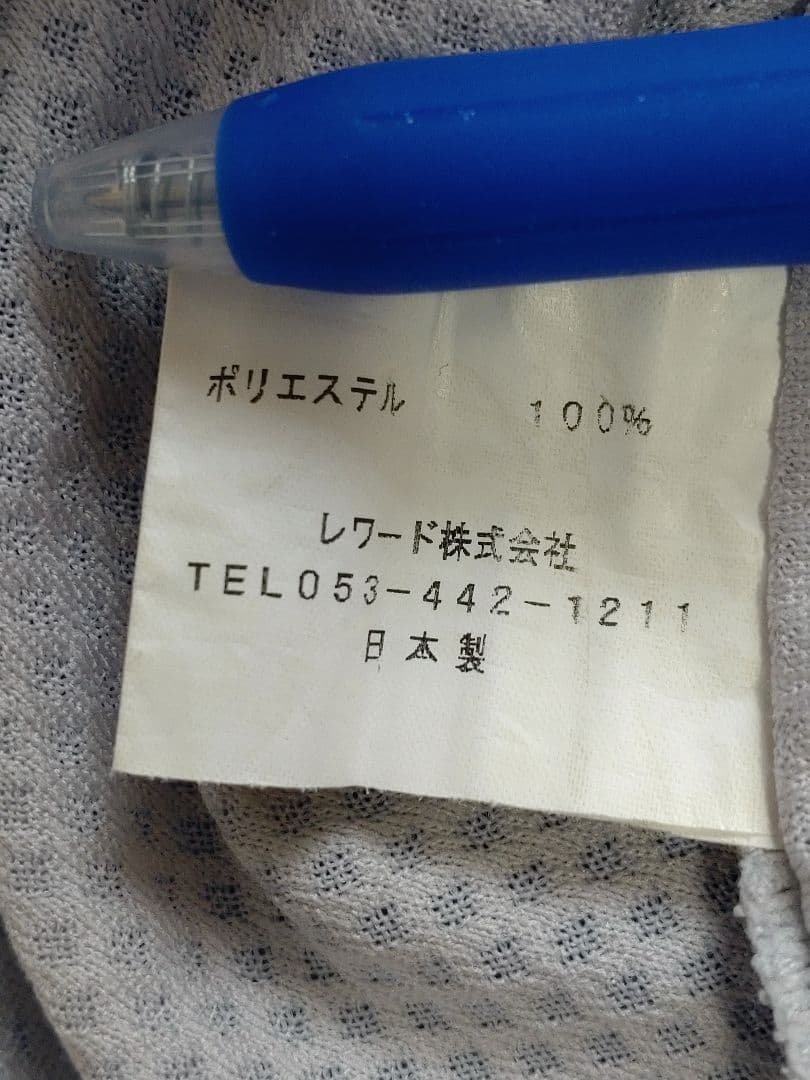 ポリエステル　　　１００％
レワード株式会社
ＴＥＬ０５３－４４２－１２１１
日本製